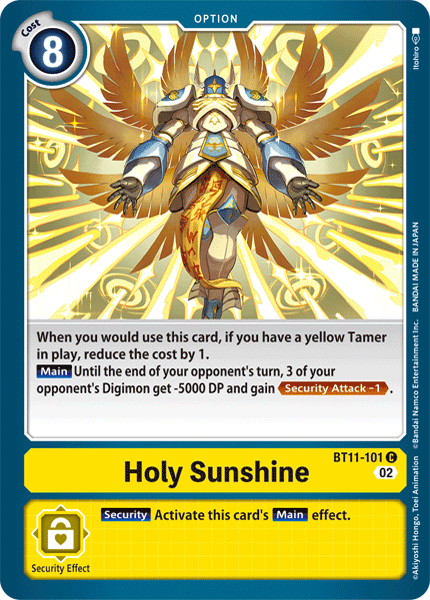 OPTION
Cost
8
Itohiro
When you would use this card, if you have a yellow Tamer
in play, reduce the cost by 1.
Main Until the end of your opponent's turn, 3 of your
opponent's Digimon get -5000 DP and gain Security Attack -1.
BT11-101 C
Holy Sunshine
02
Security Activate this card's Main effect.
Security Effect
©Akiyoshi Hongo, Toei Animation ©Bandai Namco Entertainment Inc. BANDAI MADE IN JAPAN